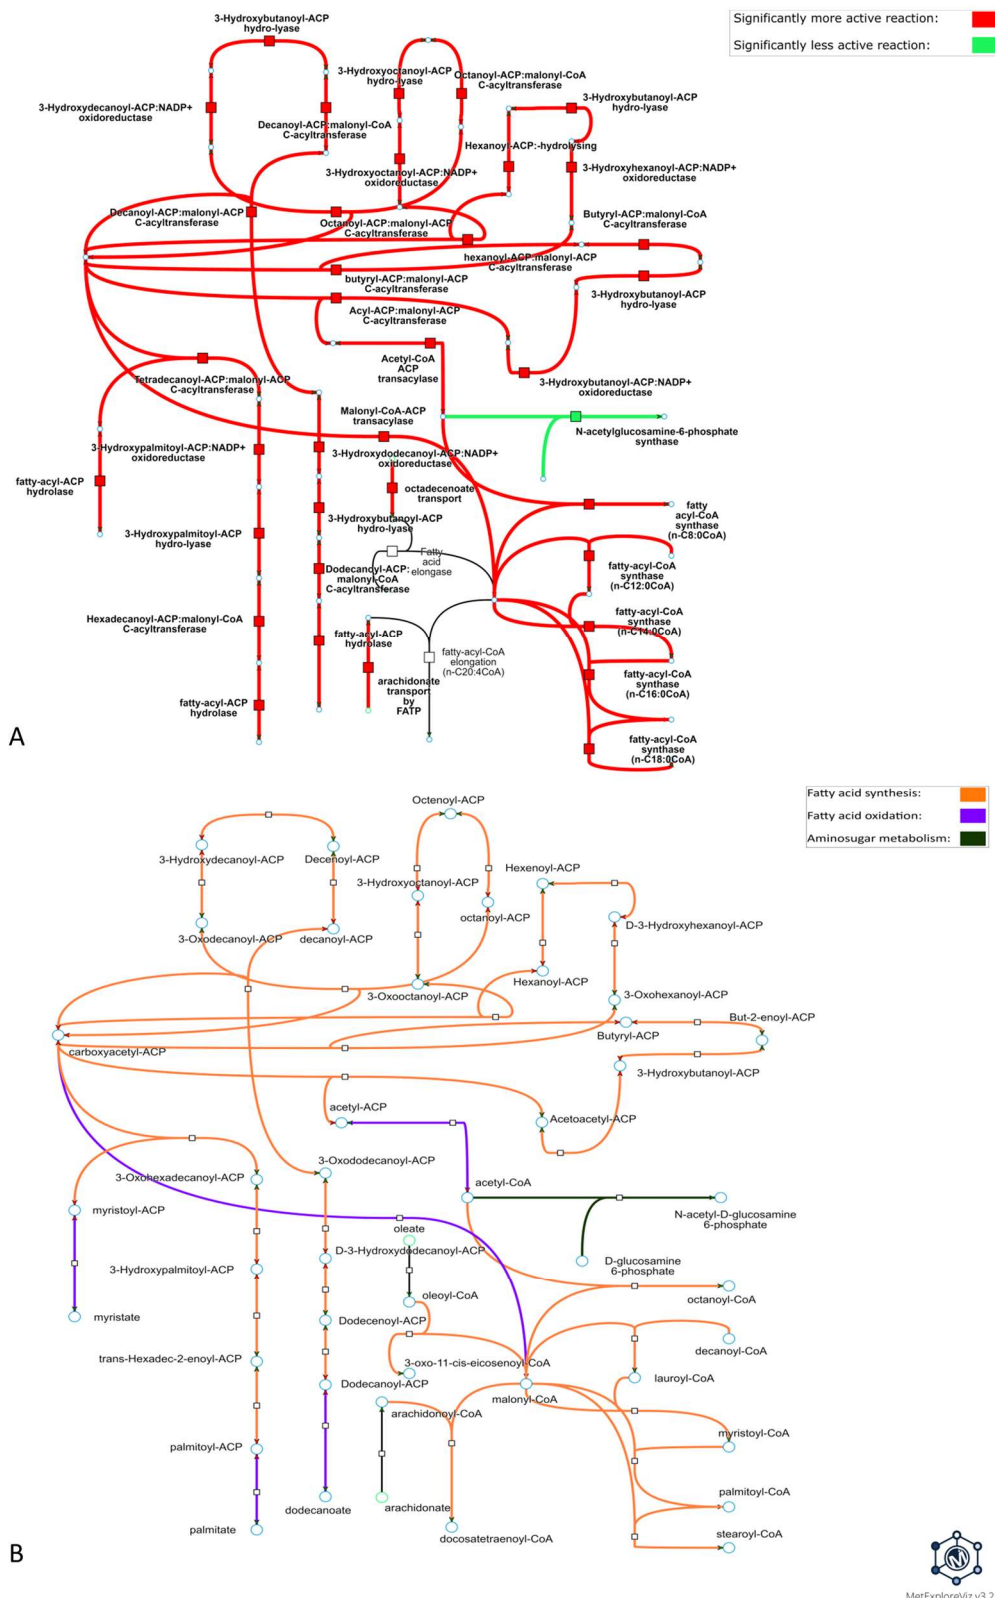 3-Hydroxybutanoyl-ACP
hydro-lyase
Significantly more active reaction:
Significantly less active reaction:
3-Hydroxyoctanoyl-ACP
hydro-lyase
Octanoyl-ACP:malonyl-CoA
C-acyltransferase
3-Hydroxybutanoyl-ACP
hydro-lyase
3-Hydroxydecanoyl-ACP:NADP+
oxidoreductase
Decanoyl-ACP:malonyl-CoA
C-acyltransferase
Hexanoyl-ACP:-hydrolysing
3-Hydroxyoctanoyl-ACP:NADP+
oxidoreductase
3-Hydroxyhexanoyl-ACP:NADP+
oxidoreductase
Decanoyl-ACP:malonyl-ACP
C-acyltransferase
Octanoyl-ACP:malonyl-ACP
C-acyltransferase
Butyryl-ACP:malonyl-CoA
C-acyltransferase
hexanoyl-ACP:malonyl-ACP
C-acyltransferase
butyryl-ACP:malonyl-ACP
C-acyltransferase
3-Hydroxybutanoyl-ACP
hydro-lyase
Acyl-ACP:malonyl-ACP
C-acyltransferase
Acetyl-CoA
ACP
transacylase
3-Hydroxybutanoyl-ACP:NADP+
oxidoreductase
Tetradecanoyl-ACP:malonyl-ACP
C-acyltransferase
Malonyl-CoA-ACP
transacylase
N-acetylglucosamine-6-phosphate
synthase
3-Hydroxypalmitoyl-ACP:NADP+
oxidoreductase
3-Hydroxydodecanoyl-ACP:NADP+
oxidoreductase
fatty-acyl-ACP
hydrolase
octadecenoate
transport
fatty
acyl-CoA
synthase
(n-C8:0CoA)
3-Hydroxybutanoyl-ACP
hydro-lyase
3-Hydroxypalmitoyl-ACP
hydro-lyase
Fatty
acid
elongase
Dodecanoyl-ACP:
malonyl-CoA
C-acyltransferase
fatty-acyl-CoA
synthase
(n-C12:0CoA)
Hexadecanoyl-ACP:malonyl-CoA
C-acyltransferase
fatty-acyl-CoA
synthase
(n-C14:0CoA)
fatty-acyl-ACP
hydrolase
fatty-acyl-CoA
elongation
(n-C20:4CoA)
arachidonate
transport
by
FATP
fatty-acyl-CoA
synthase
(n-C16:0CoA)
fatty-acyl-ACP
hydrolase
fatty-acyl-CoA
synthase
(n-C18:0CoA)
A
Fatty acid synthesis:
Fatty acid oxidation:
Aminosugar metabolism:
Octenoyl-ACP
3-Hydroxydecanoyl-ACP
Decenoyl-ACP
Hexenoyl-ACP
3-Hydroxyoctanoyl-ACP
octanoyl-ACP
D-3-Hydroxyhexanoyl-ACP
3-Oxodecanoyl-ACP
decanoyl-ACP
Hexanoyl-ACP
3-Oxooctanoyl-ACP
3-Oxohexanoyl-ACP
But-2-enoyl-ACP
Butyryl-ACP
carboxyacetyl-ACP
3-Hydroxybutanoyl-ACP
acetyl-ACP
Acetoacetyl-ACP
3-Oxododecanoyl-ACP
3-Oxohexadecanoyl-ACP
acetyl-CoA
myristoyl-ACP
N-acetyl-D-glucosamine
6-phosphate
oleate
D-3-Hydroxydodecanoyl-ACP
D-glucosamine
6-phosphate
3-Hydroxypalmitoyl-ACP
oleoyl-CoA
octanoyl-CoA
myristate
Dodecenoyl-ACP
decanoyl-CoA
trans-Hexadec-2-enoyl-ACP
3-oxo-11-cis-eicosenoyl-CoA
lauroyl-CoA
Dodecanoyl-ACP
malonyl-CoA
arachidonoyl-CoA
myristoyl-CoA
palmitoyl-ACP
palmitoyl-CoA
dodecanoate
arachidonate
palmitate
docosatetraenoyl-CoA
stearoyl-CoA
B
MetExploreViz v3.2